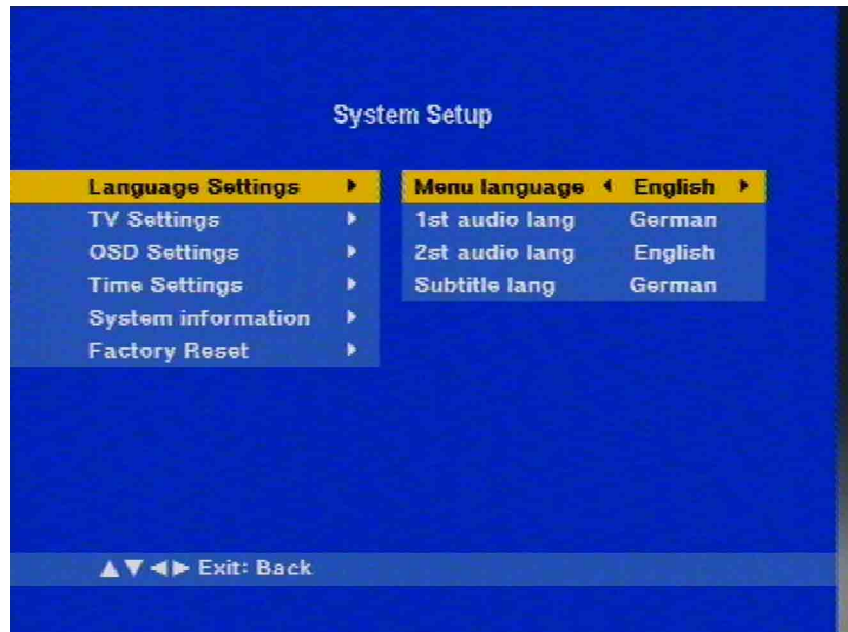 System Setup
Language Settings
TV Settings
OSD Settings
Time Settings
System information
Factory Reset
Menu language English
1st audio lang German
2st audio lang English
Subtitle lang German
Exit: Back